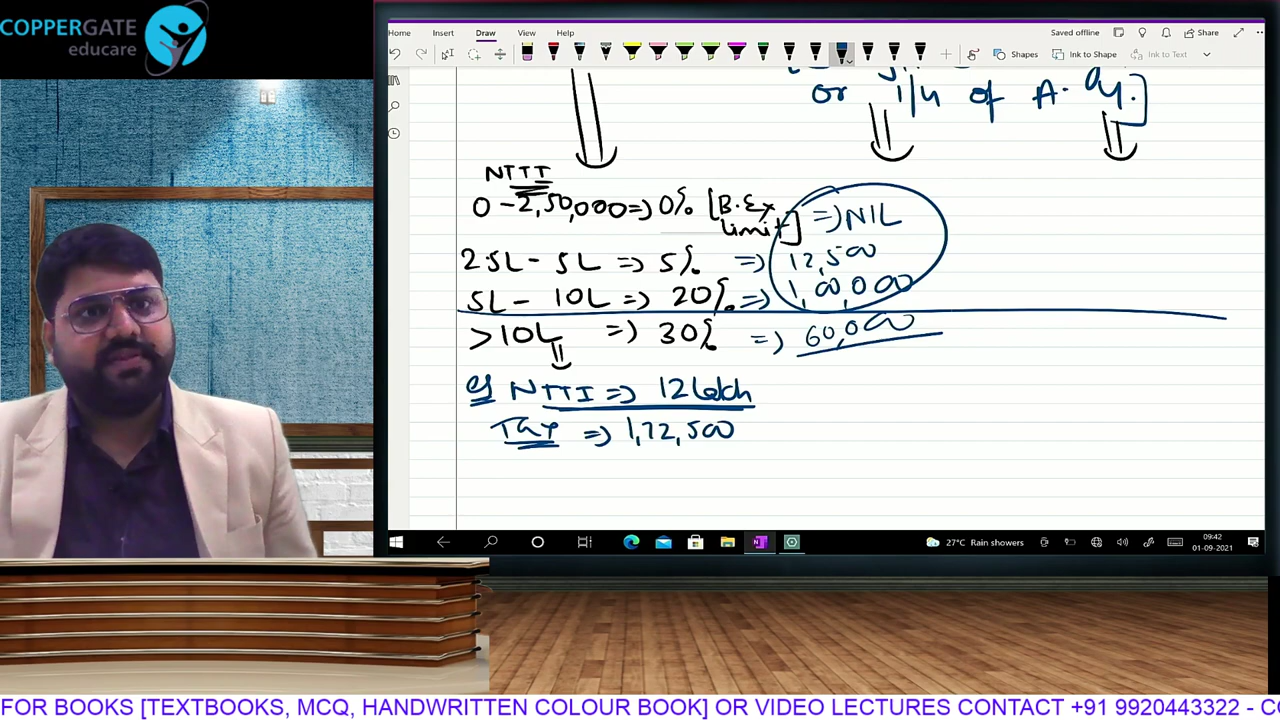 COPPERGATE
educare
Home Insert Draw View Help
Saved offline
Share
Shapes
Ink to Shape
Ink to Text
or 1/4 of A. ay.]
NTTI
0 - 2,50,000 => 0% [B. Ex limit] => NIL
2.5L - 5L => 5% => 12,500
5L - 10L => 20% => 1,00,000
> 10L => 30% => 60,000
eg NTTI => 12 Lakh
Tax => 1,72,500
27°C Rain showers
09:42
01-09-2021
FOR BOOKS [TEXTBOOKS, MCQ, HANDWRITTEN COLOUR BOOK] OR VIDEO LECTURES CONTACT +91 9920443322 - CO